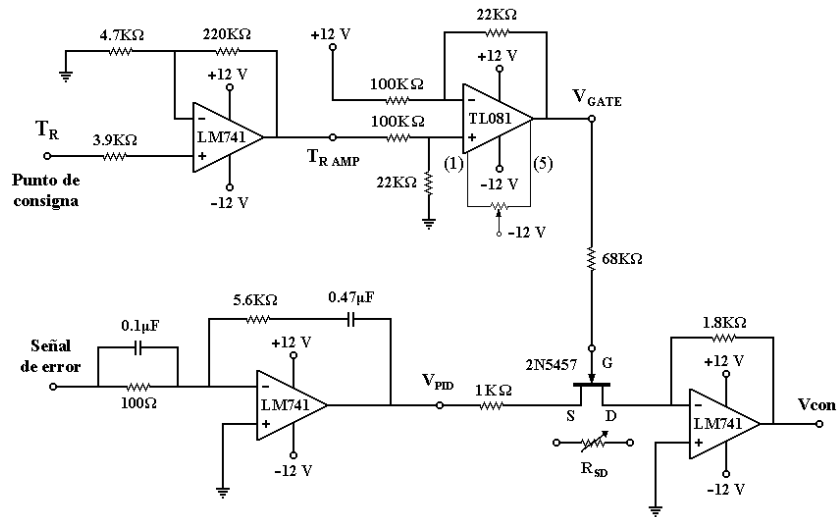 4.7KΩ
220KΩ
+12 V
LM741
−12 V
T_R
3.9KΩ
Punto de
consigna
T_R AMP
+12 V
100KΩ
22KΩ
+12 V
TL081
100KΩ
22KΩ
(1)
(5)
−12 V
−12 V
V_GATE
68KΩ
Señal
de error
0.1µF
100Ω
5.6KΩ
0.47µF
+12 V
LM741
−12 V
V_PID
1KΩ
2N5457
G
S
D
R_SD
1.8KΩ
+12 V
LM741
−12 V
Vcon